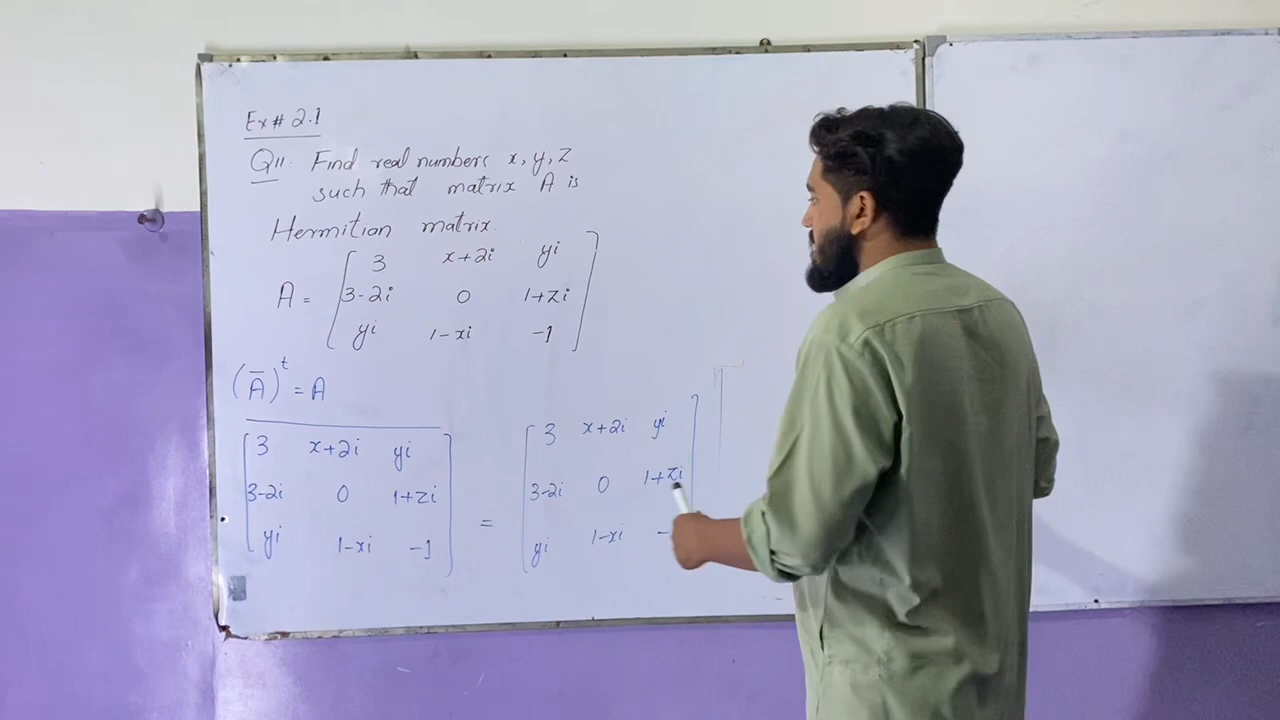 Ex# 2.1
Q11. Find real numbers x, y, z
such that matrix A is
Hermition matrix.
A = [ 3 x+2i yi
3-2i 0 1+zi
yi 1-xi -1 ]
(A̅)ᵗ = A
[ 3 x+2i yi ] = [ 3 x+2i yi ]
3-2i 0 1+zi 3-2i 0 1+zi
yi 1-xi -1 yi 1-xi -